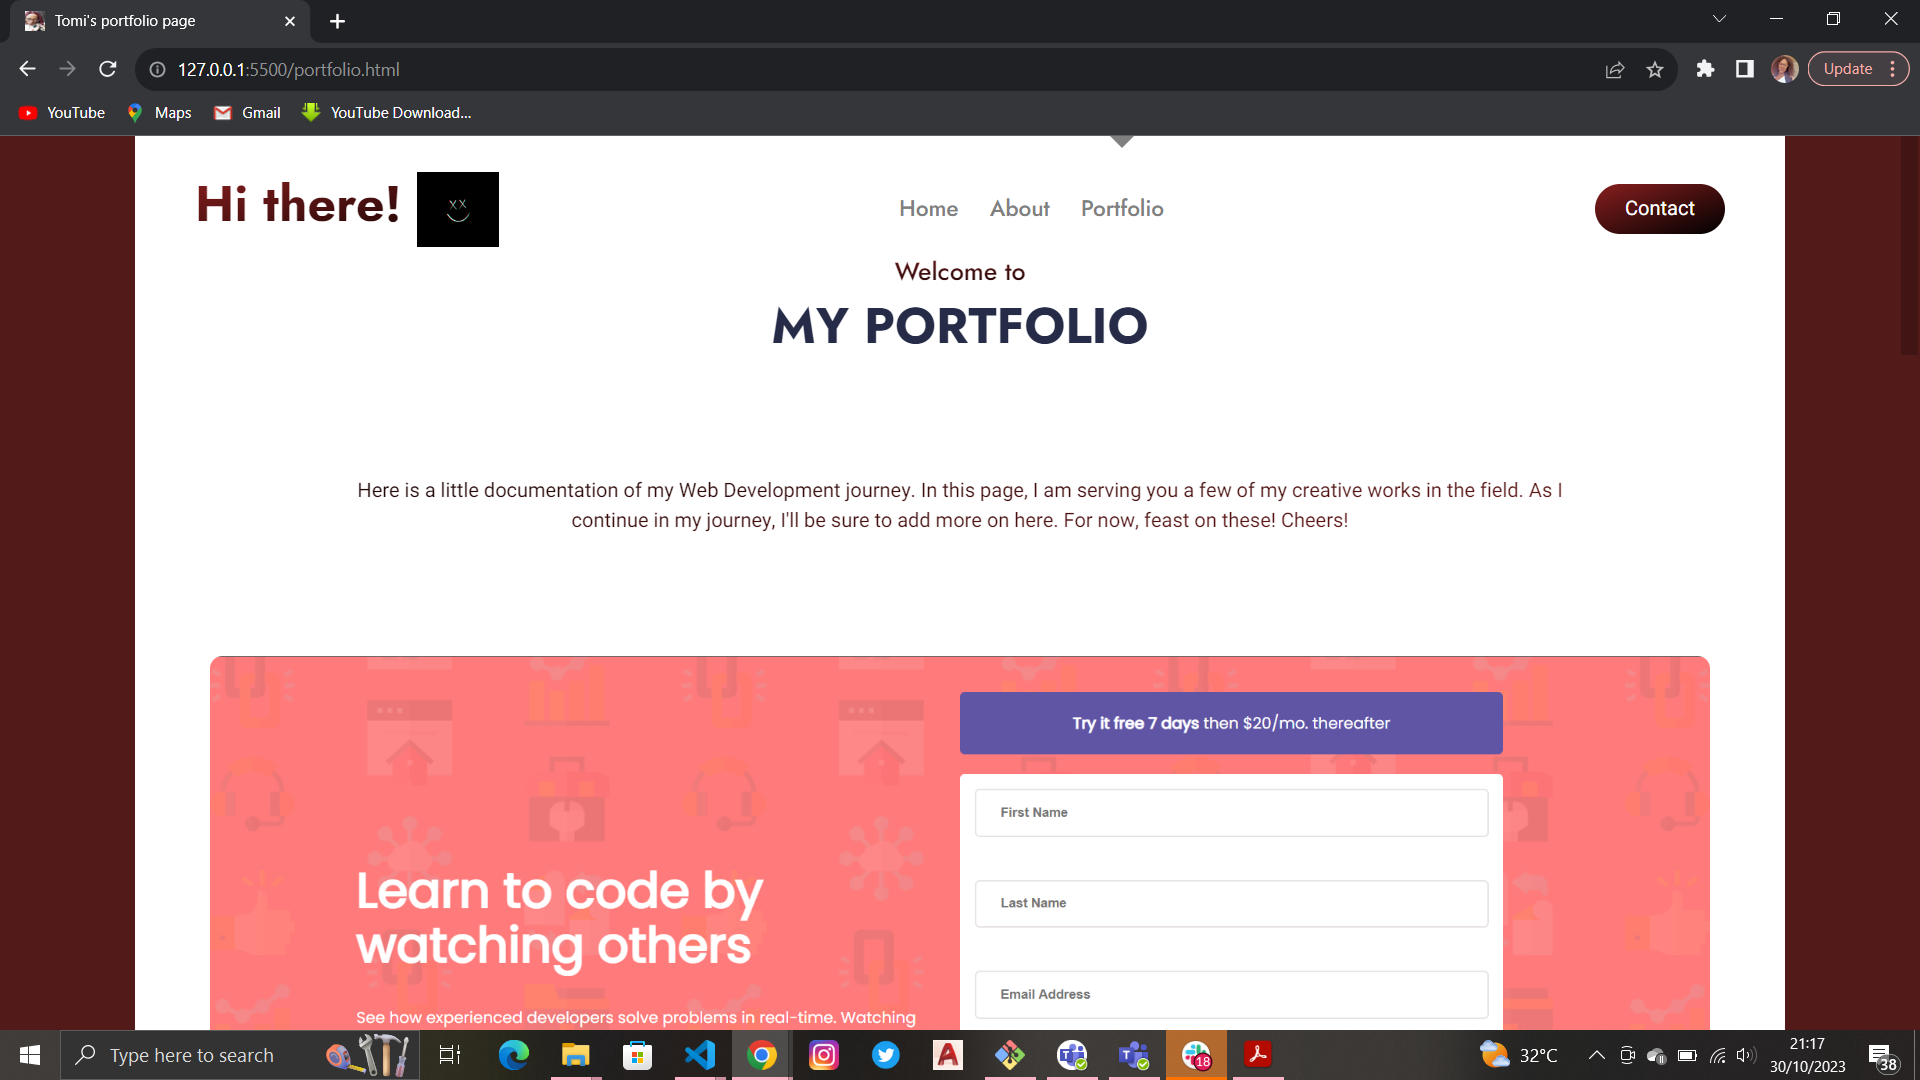 Tomi's portfolio page
127.0.0.1:5500/portfolio.html
Update
YouTube Maps Gmail YouTube Download...
Hi there!
xx
Home About Portfolio
Contact
Welcome to
MY PORTFOLIO
Here is a little documentation of my Web Development journey. In this page, I am serving you a few of my creative works in the field. As I
continue in my journey, I'll be sure to add more on here. For now, feast on these! Cheers!
Try it free 7 days then $20/mo. thereafter
First Name
Last Name
Email Address
Learn to code by
watching others
See how experienced developers solve problems in real-time. Watching
Type here to search
18
32°C
21:17
30/10/2023
38